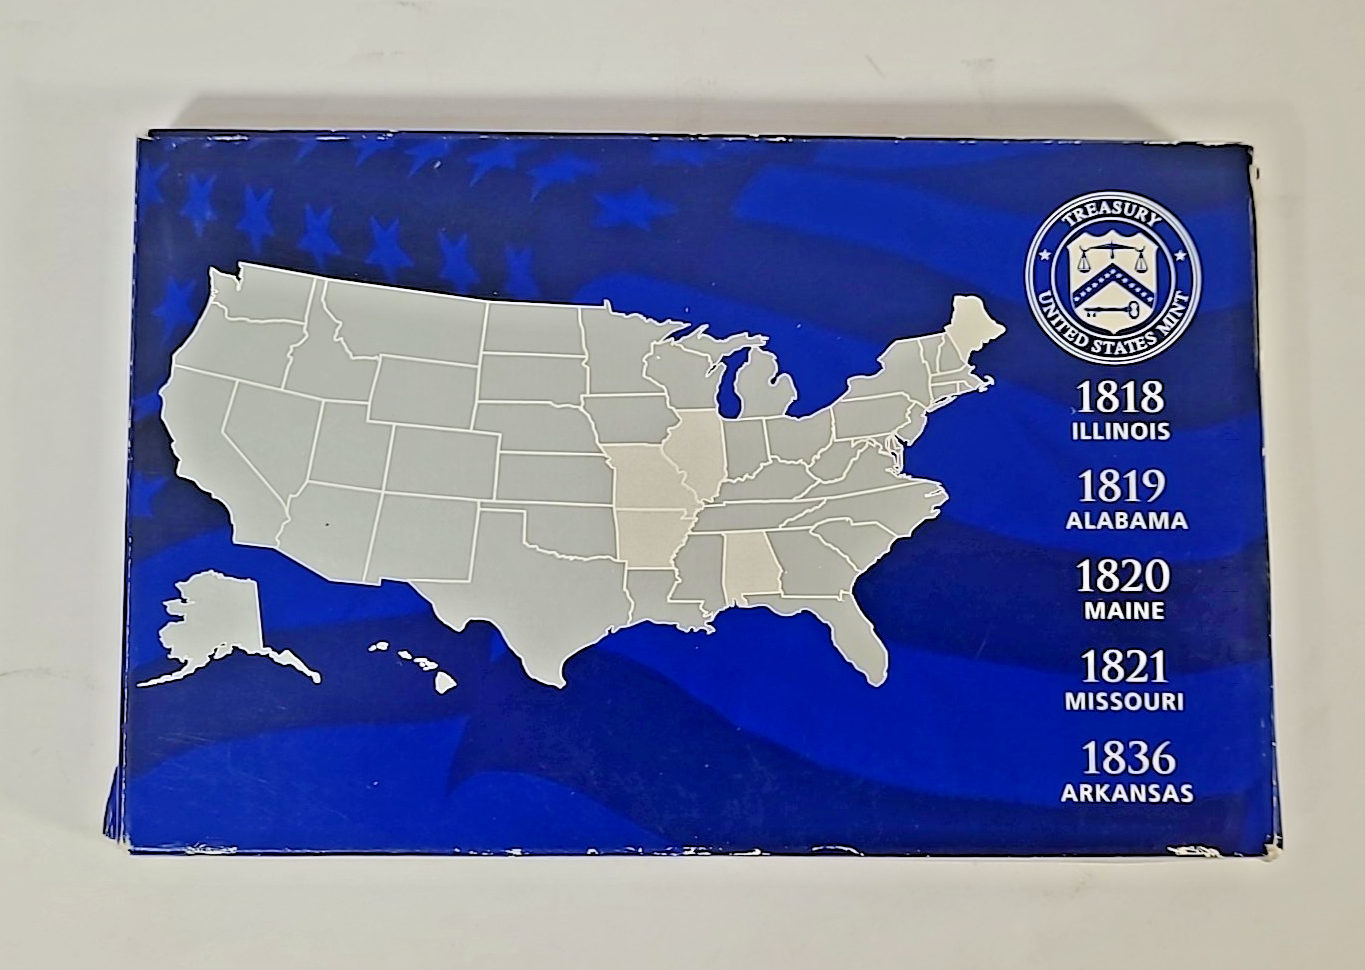 TREASURY
UNITED STATES MINT
1818
ILLINOIS
1819
ALABAMA
1820
MAINE
1821
MISSOURI
1836
ARKANSAS